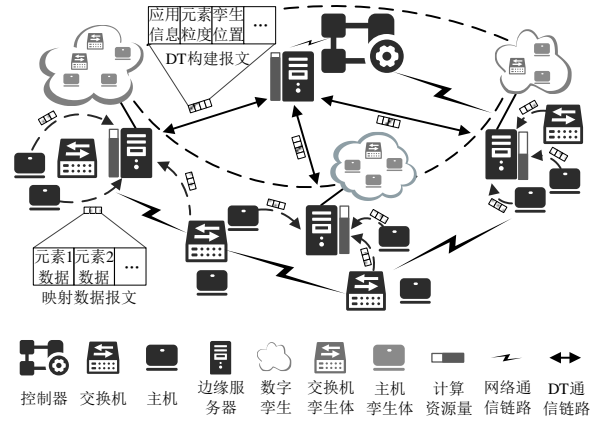 应用 元素 孪生 ...
信息 粒度 位置
DT构建报文
元素1 元素2 ...
数据 数据
映射数据报文
控制器 交换机 主机 边缘服 数字 交换机 主机 计算 网络通 DT通
务器 孪生 孪生体 孪生体 资源量 信链路 信链路